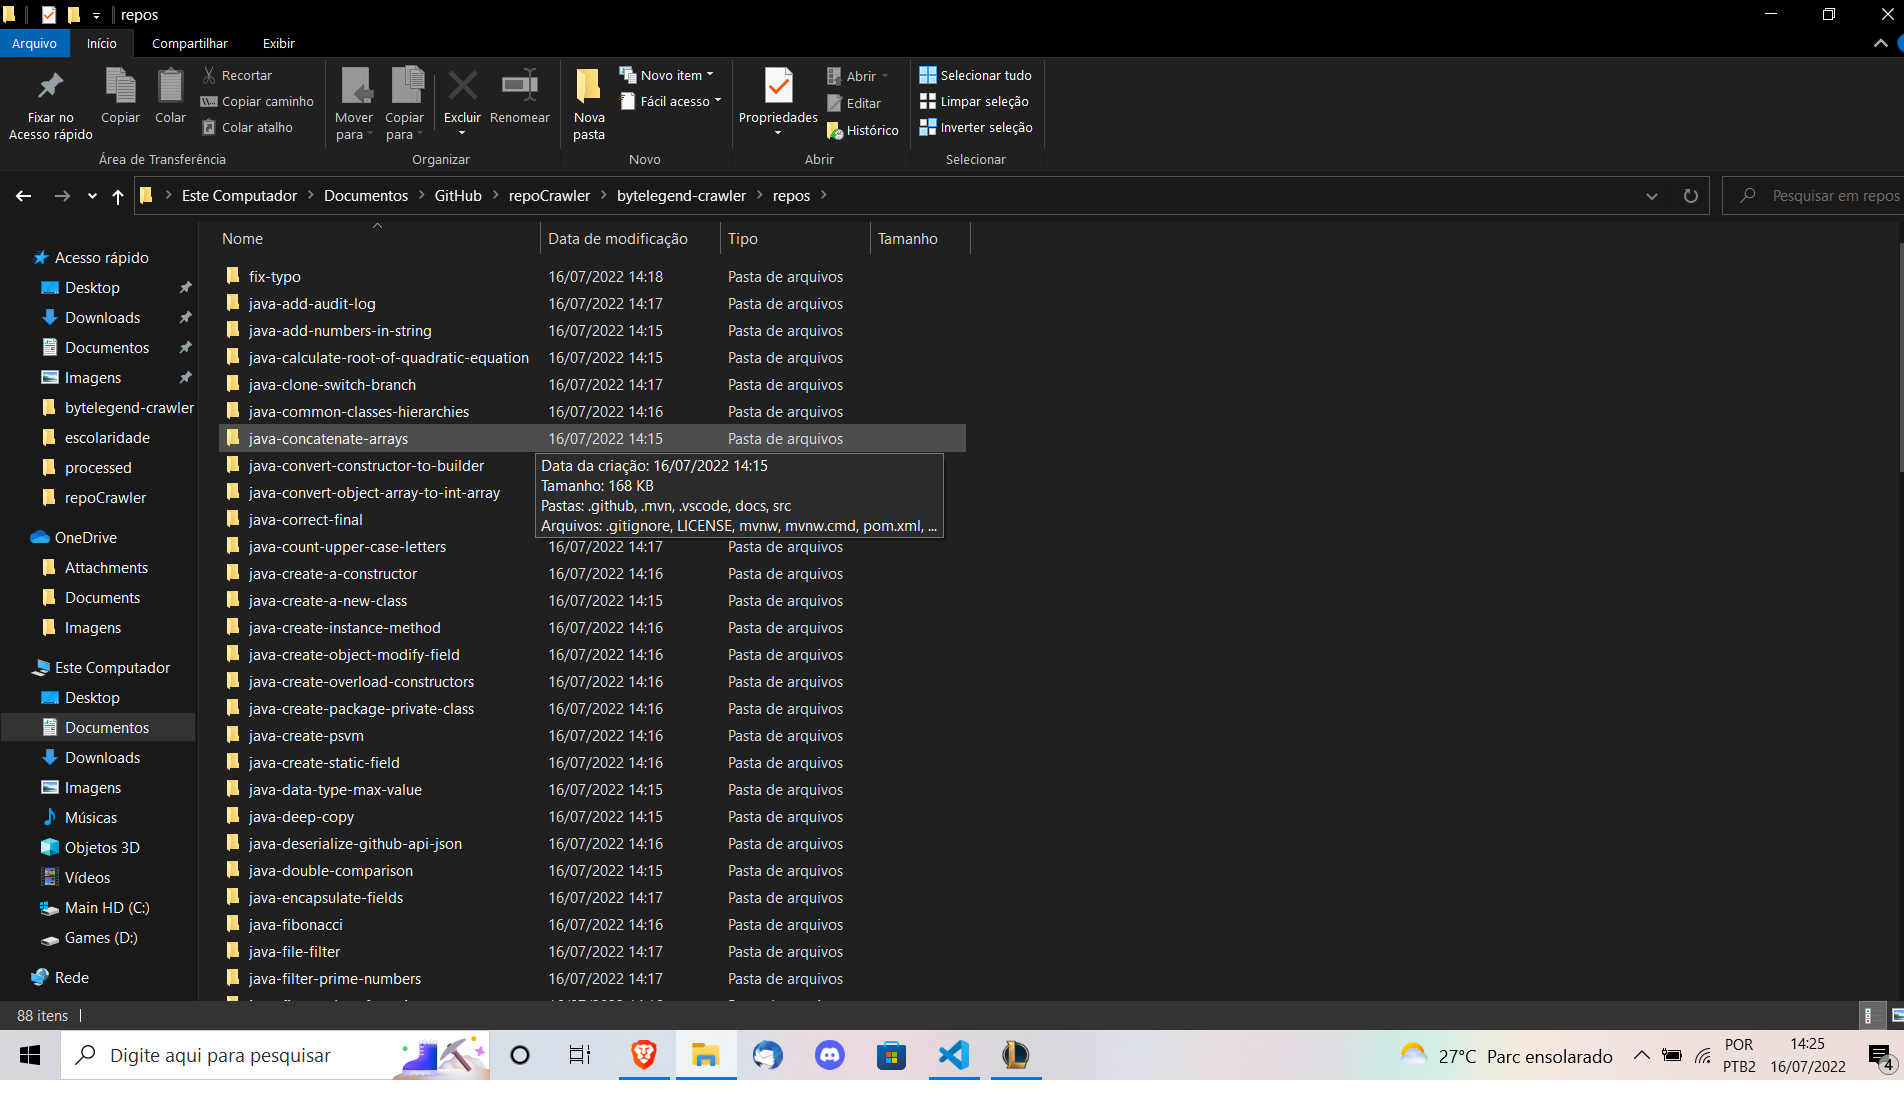 repos
Arquivo Início Compartilhar Exibir
Fixar no Acesso rápido
Copiar
Colar
Recortar
Copiar caminho
Colar atalho
Área de Transferência
Mover para
Copiar para
Excluir
Renomear
Organizar
Nova pasta
Novo item
Fácil acesso
Novo
Propriedades
Abrir
Editar
Histórico
Abrir
Selecionar tudo
Limpar seleção
Inverter seleção
Selecionar
Este Computador > Documentos > GitHub > repoCrawler > bytelegend-crawler > repos >
Pesquisar em repos
Acesso rápido
Desktop
Downloads
Documentos
Imagens
bytelegend-crawler
escolaridade
processed
repoCrawler
OneDrive
Attachments
Documents
Imagens
Este Computador
Desktop
Documentos
Downloads
Imagens
Músicas
Objetos 3D
Vídeos
Main HD (C:)
Games (D:)
Rede
Nome Data de modificação Tipo Tamanho
fix-typo 16/07/2022 14:18 Pasta de arquivos
java-add-audit-log 16/07/2022 14:17 Pasta de arquivos
java-add-numbers-in-string 16/07/2022 14:15 Pasta de arquivos
java-calculate-root-of-quadratic-equation 16/07/2022 14:15 Pasta de arquivos
java-clone-switch-branch 16/07/2022 14:17 Pasta de arquivos
java-common-classes-hierarchies 16/07/2022 14:16 Pasta de arquivos
java-concatenate-arrays 16/07/2022 14:15 Pasta de arquivos
java-convert-constructor-to-builder
java-convert-object-array-to-int-array
java-correct-final
Data da criação: 16/07/2022 14:15
Tamanho: 168 KB
Pastas: .github, .mvn, .vscode, docs, src
Arquivos: .gitignore, LICENSE, mvnw, mvnw.cmd, pom.xml, ...
java-count-upper-case-letters 16/07/2022 14:17 Pasta de arquivos
java-create-a-constructor 16/07/2022 14:16 Pasta de arquivos
java-create-a-new-class 16/07/2022 14:15 Pasta de arquivos
java-create-instance-method 16/07/2022 14:16 Pasta de arquivos
java-create-object-modify-field 16/07/2022 14:16 Pasta de arquivos
java-create-overload-constructors 16/07/2022 14:16 Pasta de arquivos
java-create-package-private-class 16/07/2022 14:16 Pasta de arquivos
java-create-psvm 16/07/2022 14:16 Pasta de arquivos
java-create-static-field 16/07/2022 14:16 Pasta de arquivos
java-data-type-max-value 16/07/2022 14:15 Pasta de arquivos
java-deep-copy 16/07/2022 14:15 Pasta de arquivos
java-deserialize-github-api-json 16/07/2022 14:16 Pasta de arquivos
java-double-comparison 16/07/2022 14:15 Pasta de arquivos
java-encapsulate-fields 16/07/2022 14:16 Pasta de arquivos
java-fibonacci 16/07/2022 14:16 Pasta de arquivos
java-file-filter 16/07/2022 14:17 Pasta de arquivos
java-filter-prime-numbers 16/07/2022 14:17 Pasta de arquivos
88 itens
Digite aqui para pesquisar
27°C Parc ensolarado
POR
PTB2
14:25
16/07/2022
4